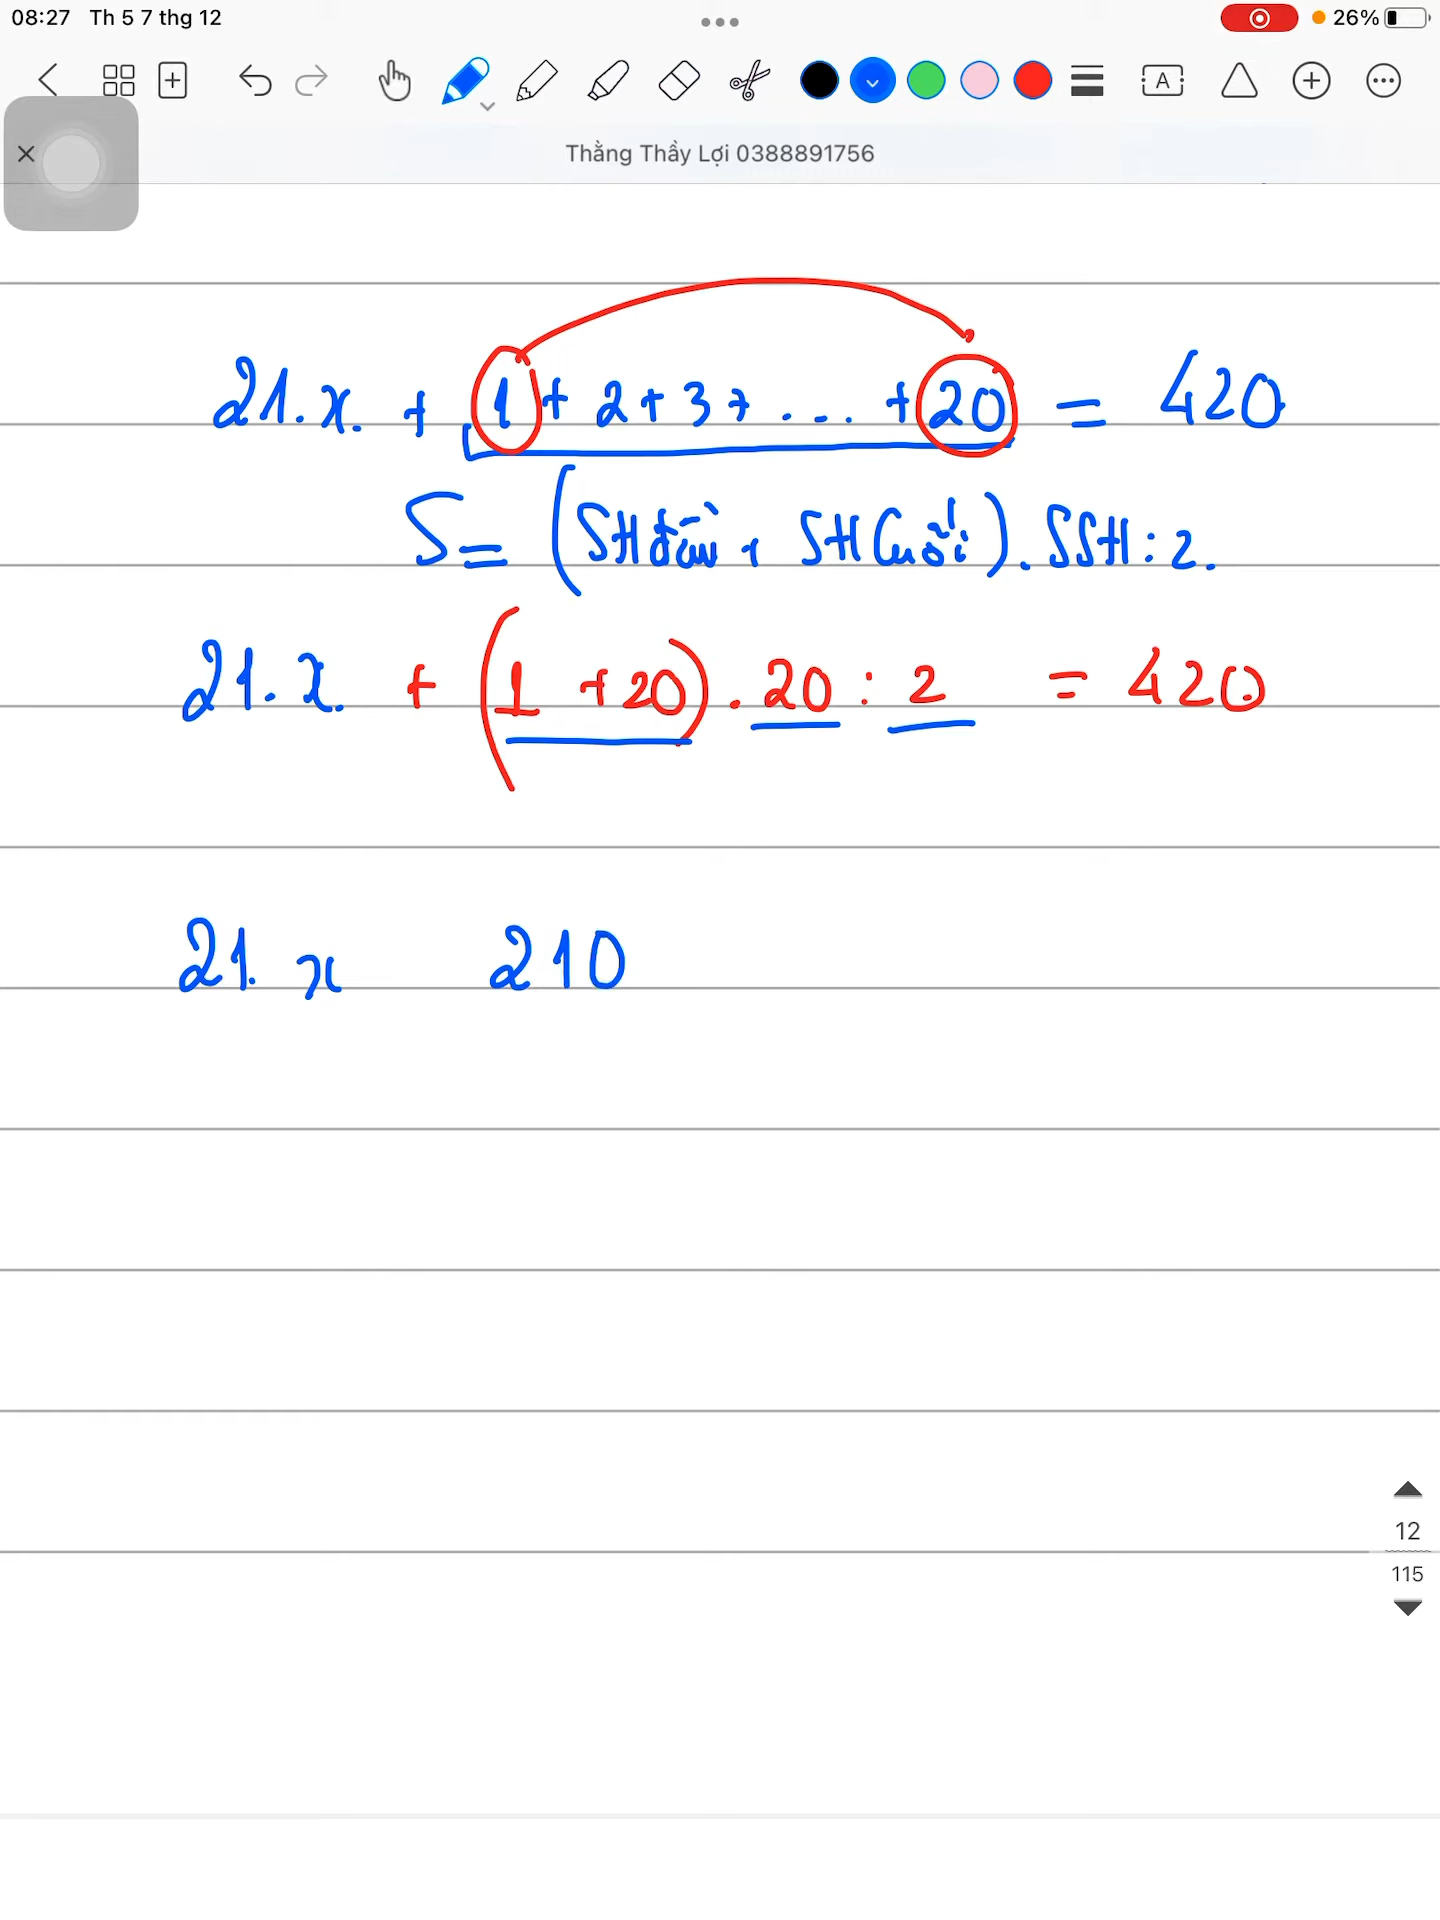 08:27 Th 5 7 thg 12 26%
A
Thằng Thầy Lợi 0388891756
21.x + 1 + 2 + 3 + ... + 20 = 420
S = (SH đầu + SH Cuối). SSH : 2.
21.x + (1 + 20) . 20 : 2 = 420
21.x 210
12
115